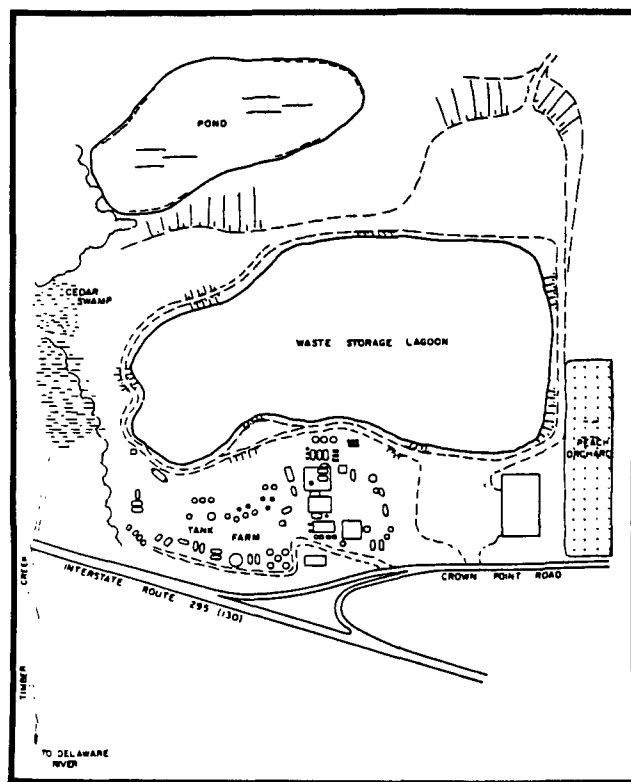 POND
CEDAR
SWAMP
WASTE STORAGE LAGOON
PEACH
ORCHARD
TANK FARM
CROWN POINT ROAD
INTERSTATE ROUTE 295 (130)
TIMBER CREEK
TO DELAWARE
RIVER